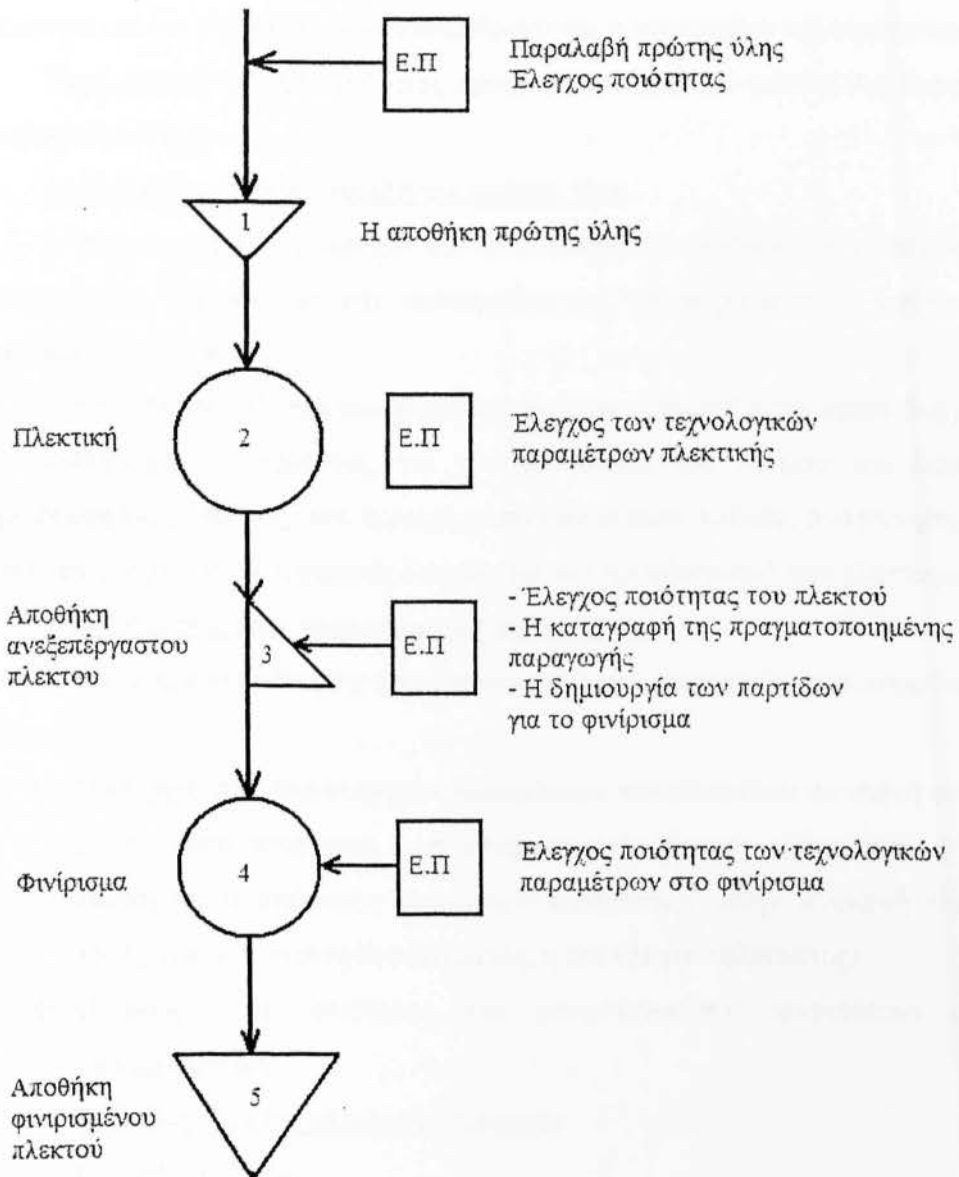 Ε.Π
Παραλαβή πρώτης ύλης
Έλεγχος ποιότητας
1
Η αποθήκη πρώτης ύλης
Πλεκτική
2
Ε.Π
Έλεγχος των τεχνολογικών
παραμέτρων πλεκτικής
Αποθήκη
ανεξεπέργαστου
πλεκτου
3
Ε.Π
- Έλεγχος ποιότητας του πλεκτού
- Η καταγραφή της πραγματοποιημένης
παραγωγής
- Η δημιουργία των παρτίδων
για το φινίρισμα
Φινίρισμα
4
Ε.Π
Έλεγχος ποιότητας των τεχνολογικών
παραμέτρων στο φινίρισμα
Αποθήκη
φινιρισμένου
πλεκτού
5